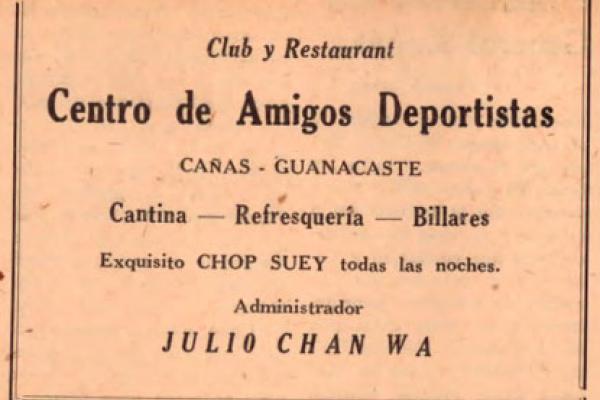 Club y Restaurant
Centro de Amigos Deportistas
CAÑAS - GUANACASTE
Cantina — Refresquería — Billares
Exquisito CHOP SUEY todas las noches.
Administrador
JULIO CHAN WA